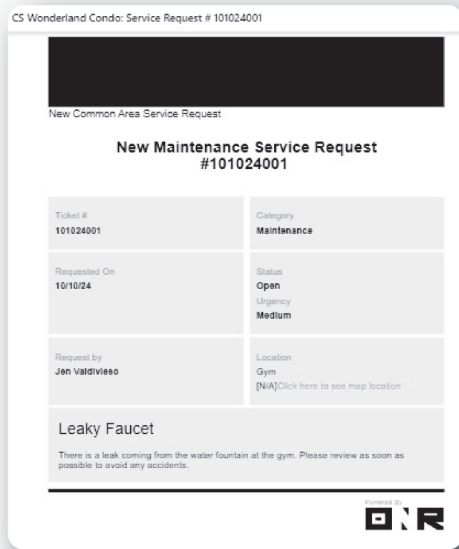 CS Wonderland Condo: Service Request # 101024001
New Common Area Service Request
New Maintenance Service Request
#101024001
Ticket #
101024001
Category
Maintenance
Requested On
10/10/24
Status
Open
Urgency
Medium
Request by
Jen Valdivieso
Location
Gym
[N/A]Click here to see map location
Leaky Faucet
There is a leak coming from the water fountain at the gym. Please review as soon as
possible to avoid any accidents.
Powered By
ONR